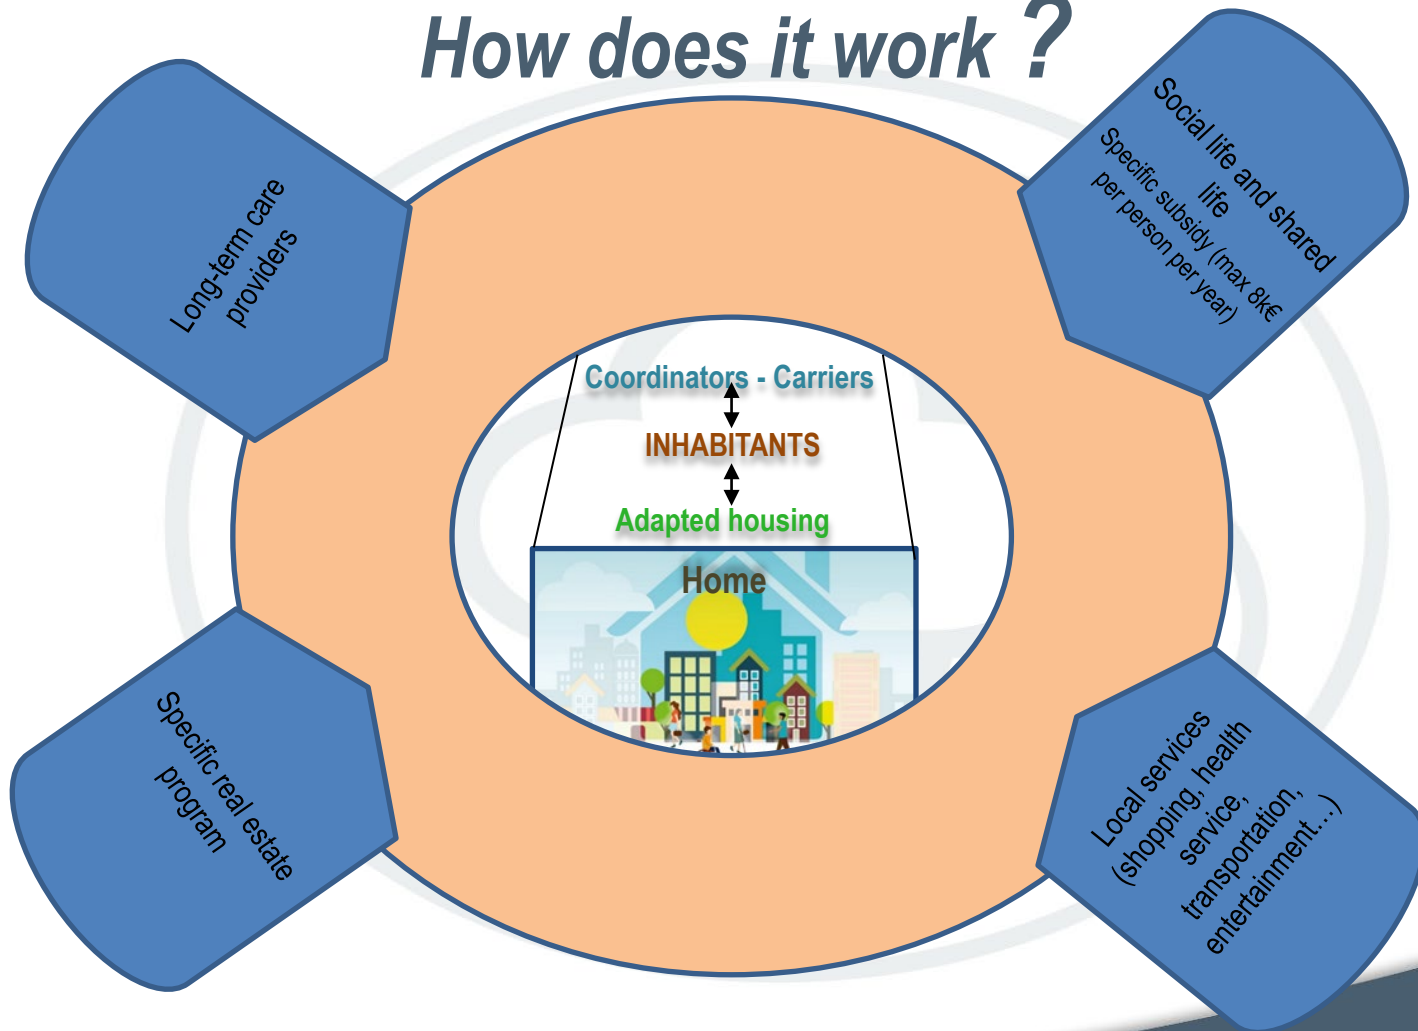 How does it work ?
Long-term care
providers
Social life and shared
life
Specific subsidy (max 8k€
per person per year)
Coordinators - Carriers
INHABITANTS
Adapted housing
Home
Specific real estate
program
Local services
(shopping, health
service,
transportation,
entertainment…)